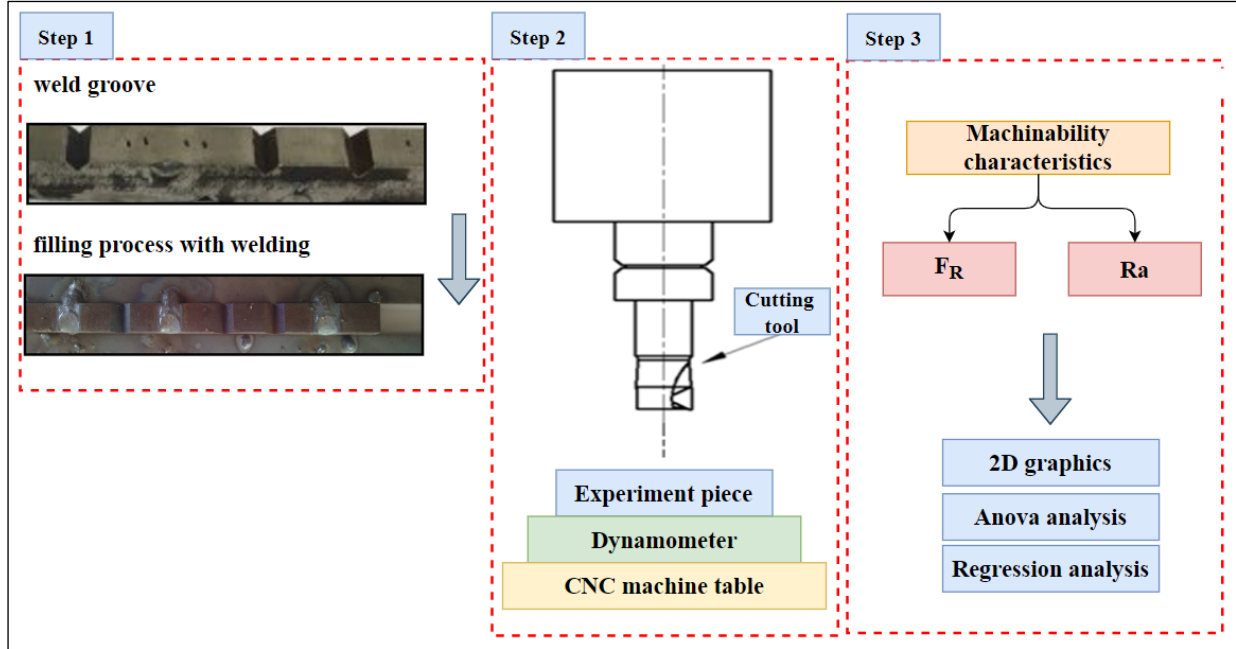 Step 1
weld groove
filling process with welding
Step 2
Cutting
tool
Experiment piece
Dynamometer
CNC machine table
Step 3
Machinability
characteristics
FR
Ra
2D graphics
Anova analysis
Regression analysis